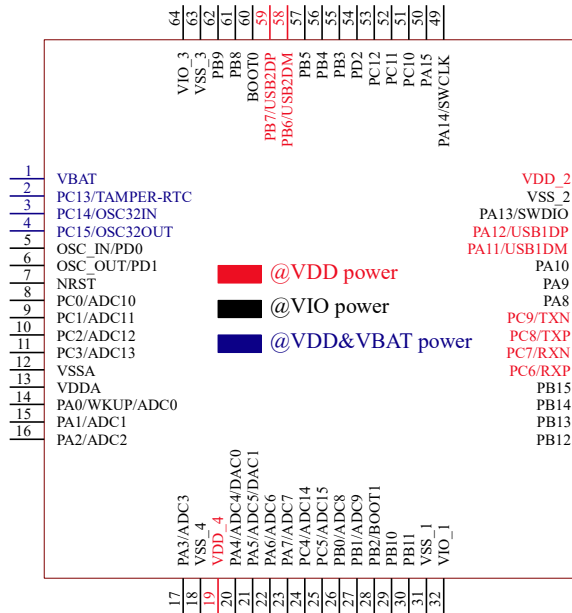 64
63
62
61
60
59
58
57
56
55
54
53
52
51
50
49
VIO_3
VSS_3
PB9
PB8
BOOT0
PB7/USB2DP
PB6/USB2DM
PB5
PB4
PB3
PD2
PC12
PC11
PC10
PA15
PA14/SWCLK
1 VBAT
2 PC13/TAMPER-RTC
3 PC14/OSC32IN
4 PC15/OSC32OUT
5 OSC_IN/PD0
6 OSC_OUT/PD1
7 NRST
8 PC0/ADC10
9 PC1/ADC11
10 PC2/ADC12
11 PC3/ADC13
12 VSSA
13 VDDA
14 PA0/WKUP/ADC0
15 PA1/ADC1
16 PA2/ADC2
@VDD power
@VIO power
@VDD&VBAT power
VDD_2
VSS_2
PA13/SWDIO
PA12/USB1DP
PA11/USB1DM
PA10
PA9
PA8
PC9/TXN
PC8/TXP
PC7/RXN
PC6/RXP
PB15
PB14
PB13
PB12
PA3/ADC3
VSS_4
VDD_4
PA4/ADC4/DAC0
PA5/ADC5/DAC1
PA6/ADC6
PA7/ADC7
PC4/ADC14
PC5/ADC15
PB0/ADC8
PB1/ADC9
PB2/BOOT1
PB10
PB11
VSS_1
VIO_1
17
18
19
20
21
22
23
24
25
26
27
28
29
30
31
32